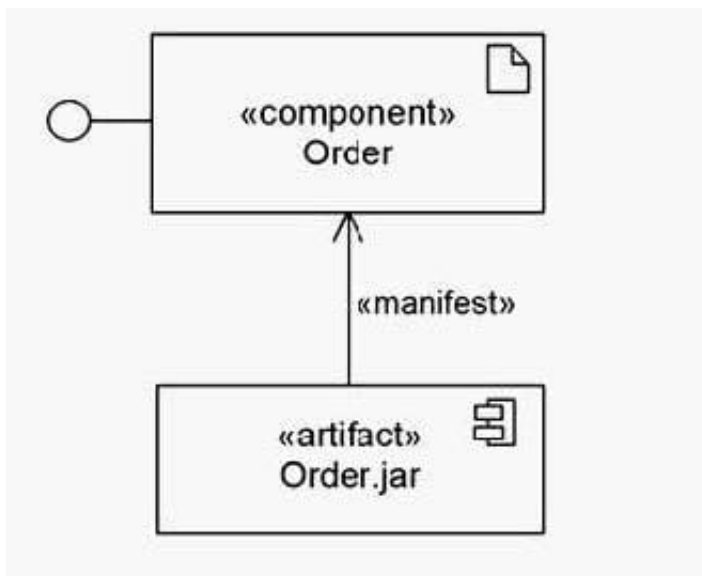 «component»
Order
«manifest»
«artifact»
Order.jar